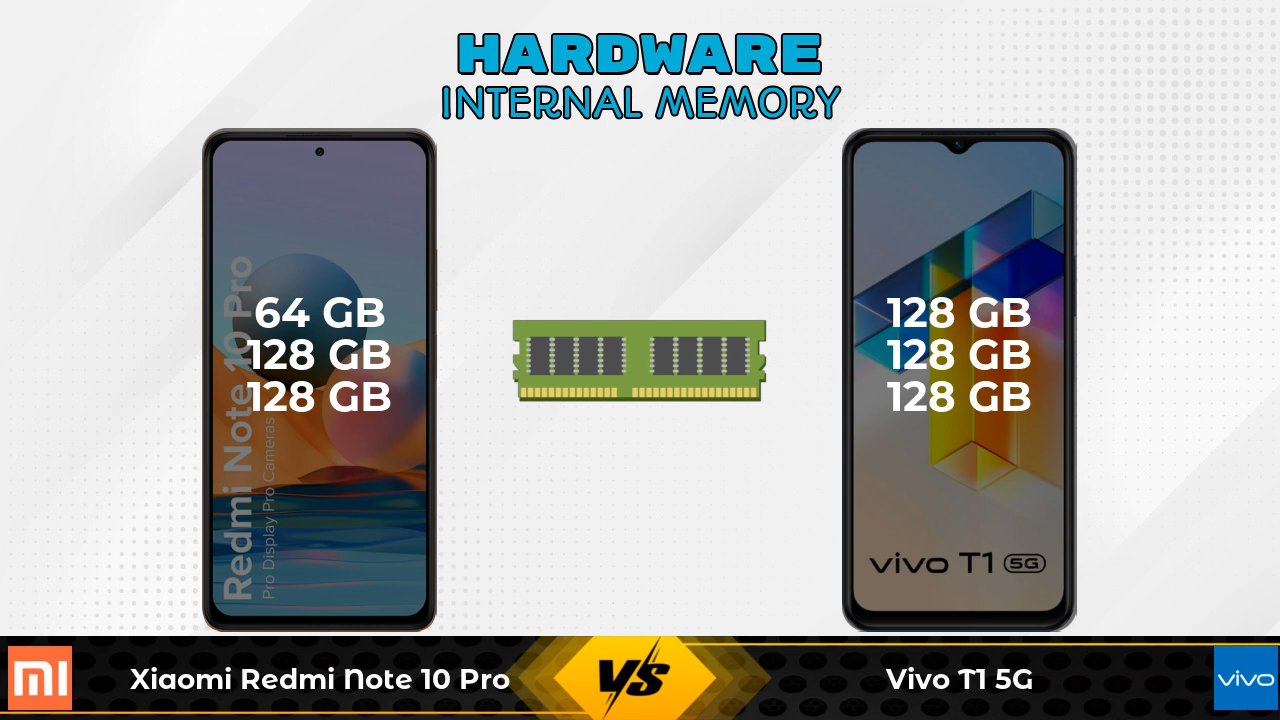 HARDWARE
INTERNAL MEMORY
64 GB
128 GB
128 GB
Redmi Note 10 Pro
Pro Display Pro Cameras
128 GB
128 GB
128 GB
vivo T1 5G
MI
Xiaomi Redmi Note 10 Pro
VS
Vivo T1 5G
vivo